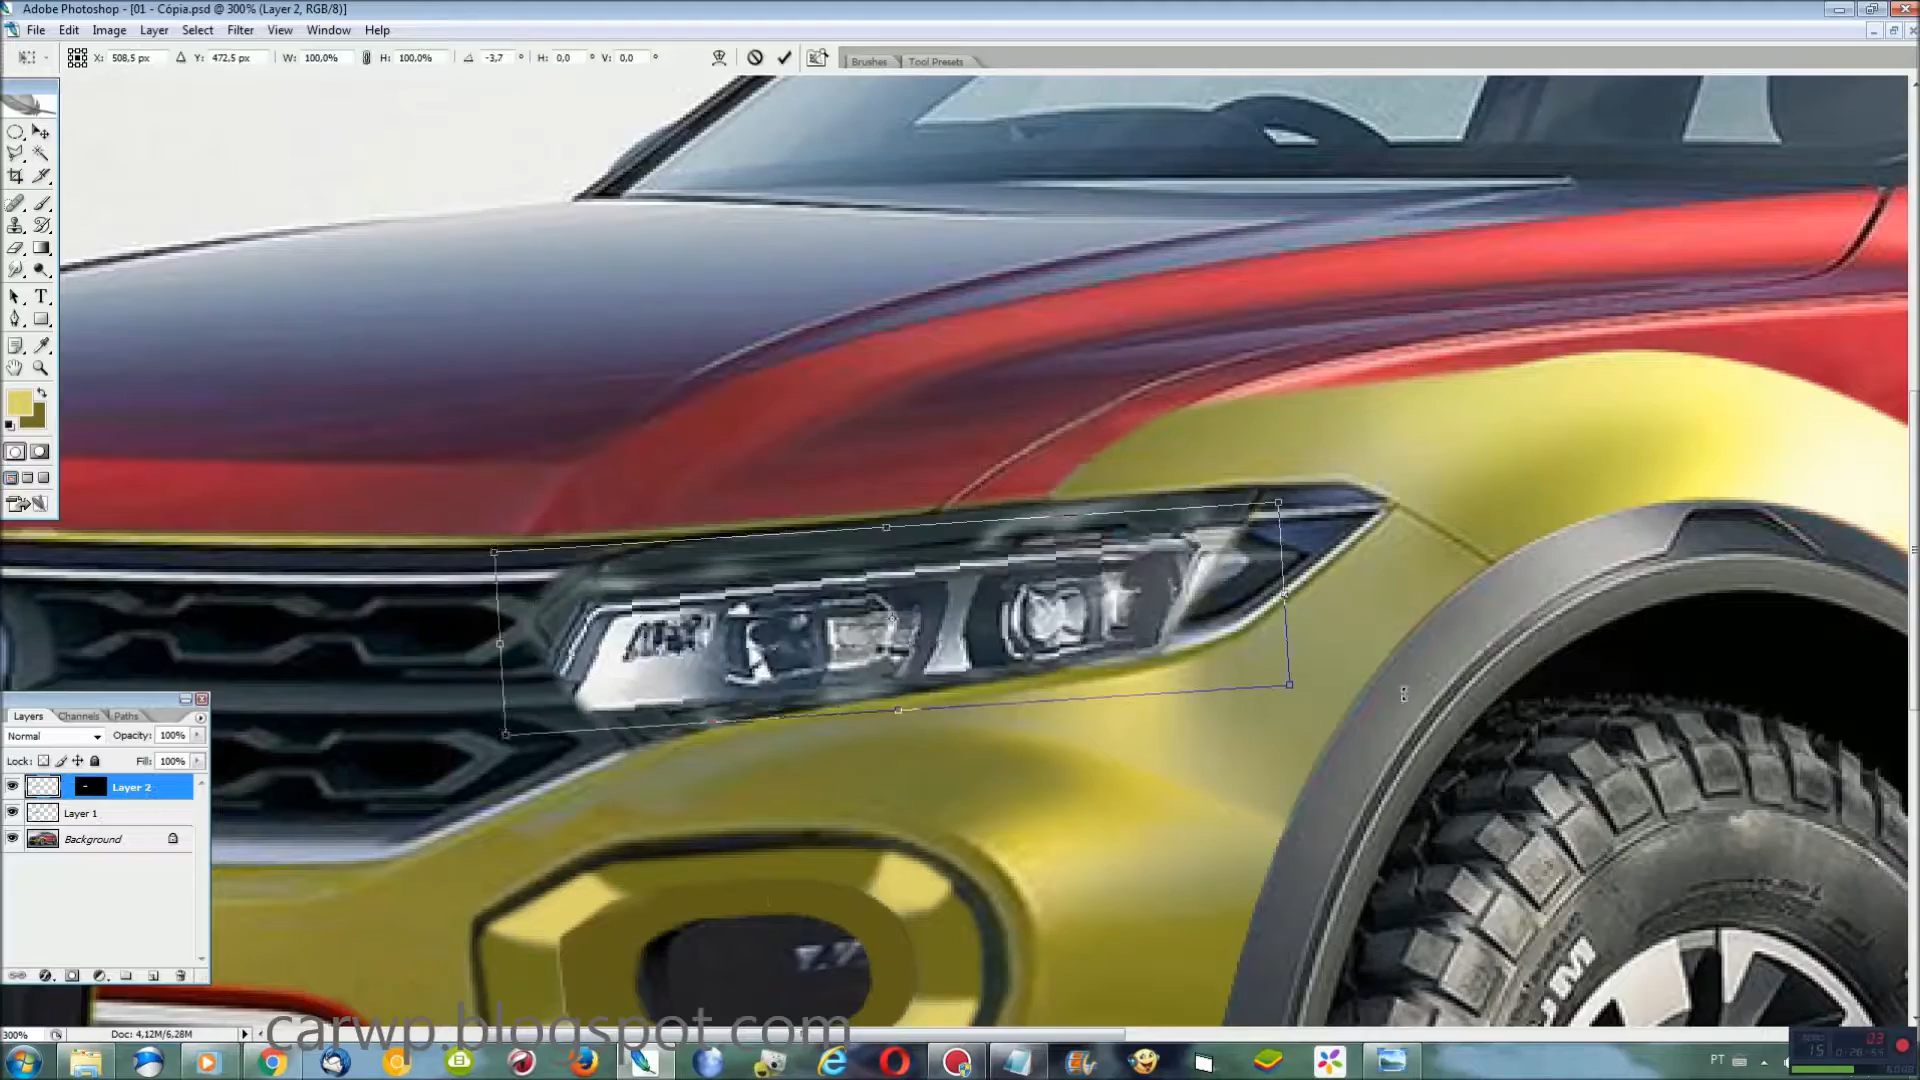 Adobe Photoshop - [01 - Cópia.psd @ 300% (Layer 2, RGB/8)]
File Edit Image Layer Select Filter View Window Help
X: 508,5 px Y: 472,5 px W: 100,0% H: 100,0% -3,7 ° H: 0,0 ° V: 0,0 °
Brushes Tool Presets
T
Layers Channels Paths
Normal Opacity: 100%
Lock: Fill: 100%
Layer 2
Layer 1
Background
300% Doc: 4,12M/6,28M
carwp.blogspot.com
PT